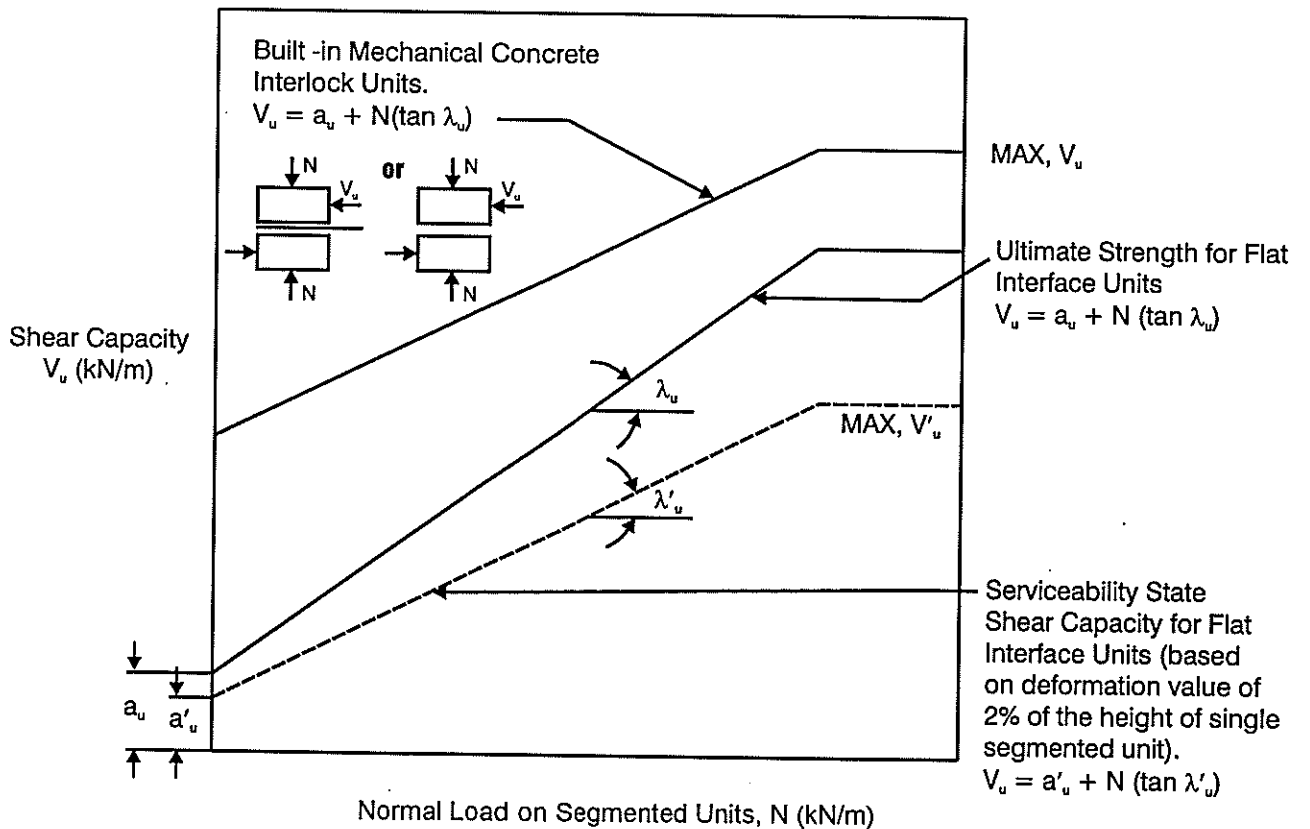 Built -in Mechanical Concrete
Interlock Units.
Vᵤ = aᵤ + N(tan λᵤ)
N
or
N
Vᵤ
Vᵤ
N
N
MAX, Vᵤ
Ultimate Strength for Flat
Interface Units
Vᵤ = aᵤ + N (tan λᵤ)
Shear Capacity
Vᵤ (kN/m)
λᵤ
MAX, V'ᵤ
λ'ᵤ
Serviceability State
Shear Capacity for Flat
Interface Units (based
on deformation value of
2% of the height of single
segmented unit).
Vᵤ = a'ᵤ + N (tan λ'ᵤ)
aᵤ
a'ᵤ
Normal Load on Segmented Units, N (kN/m)